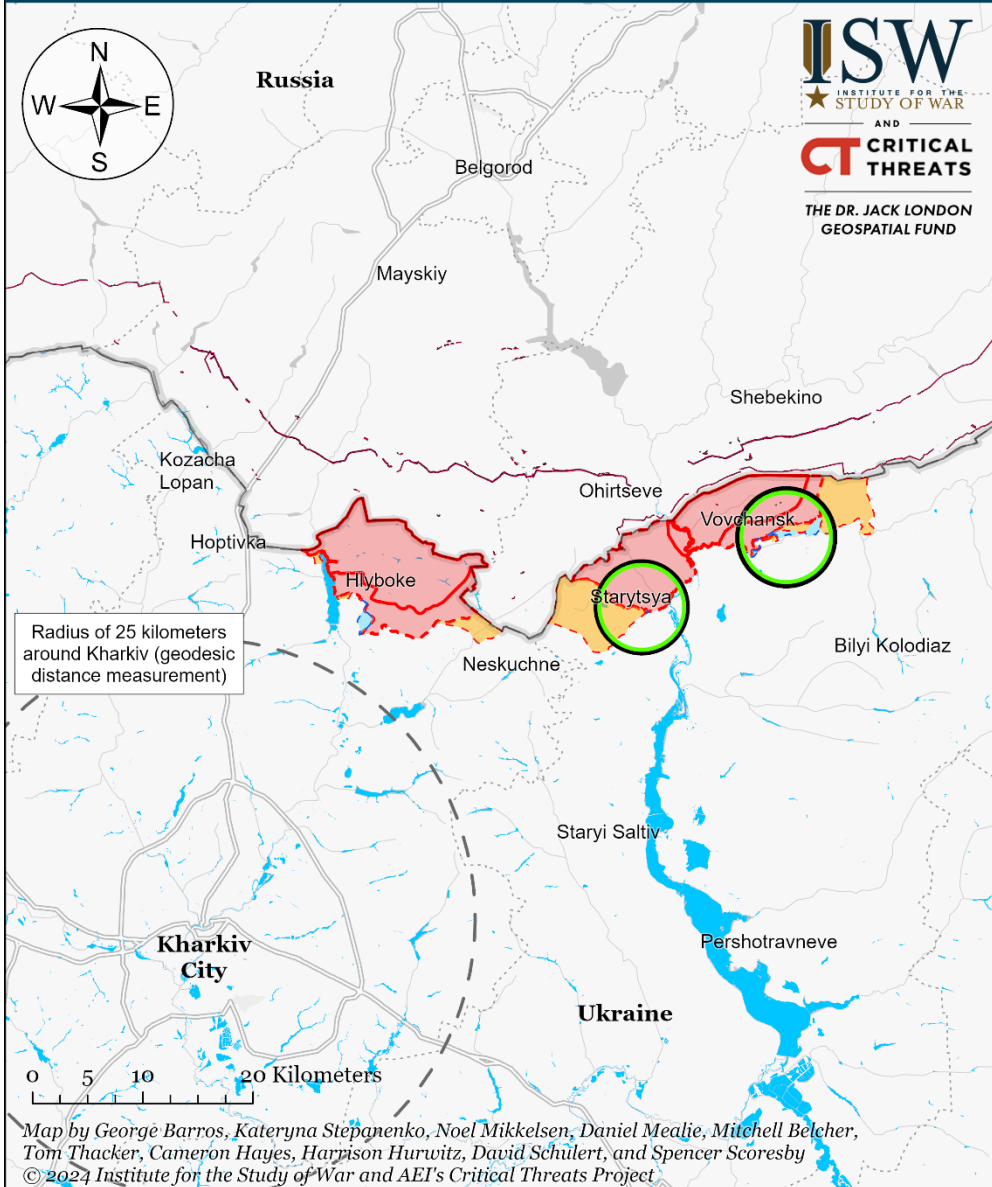 N
W
E
S
Russia
ISW
INSTITUTE FOR THE
STUDY OF WAR
AND
CT CRITICAL
THREATS
THE DR. JACK LONDON
GEOSPATIAL FUND
Belgorod
Mayskiy
Shebekino
Kozacha
Lopan
Ohirtseve
Vovchansk
Hoptivka
Hlyboke
Starytsya
Radius of 25 kilometers
around Kharkiv (geodesic
distance measurement)
Neskuchne
Bilyi Kolodiaz
Staryi Saltiv
Pershotravneve
Kharkiv
City
Ukraine
0 5 10 20 Kilometers
Map by George Barros, Kateryna Stepanenko, Noel Mikkelsen, Daniel Mealie, Mitchell Belcher,
Tom Thacker, Cameron Hayes, Harrison Hurwitz, David Schulert, and Spencer Scoresby
© 2024 Institute for the Study of War and AEI's Critical Threats Project